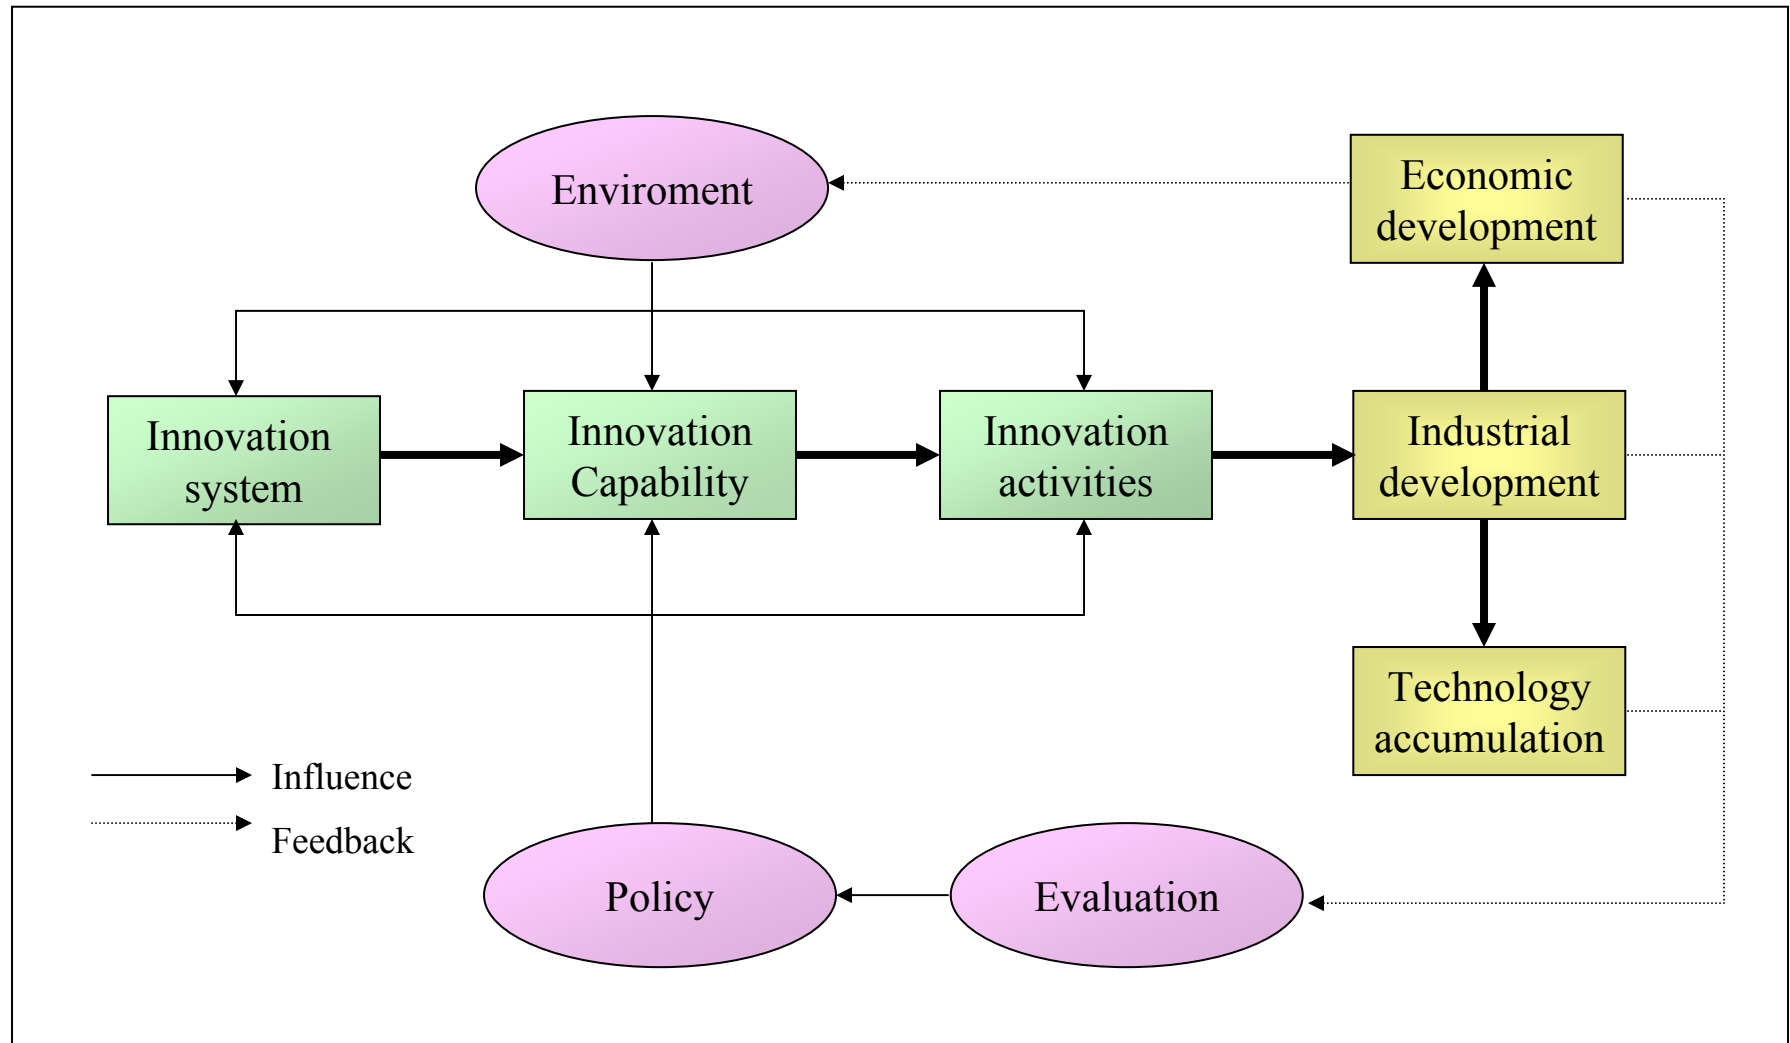 Enviroment
Economic
development
Innovation
system
Innovation
Capability
Innovation
activities
Industrial
development
Technology
accumulation
Influence
Feedback
Policy
Evaluation